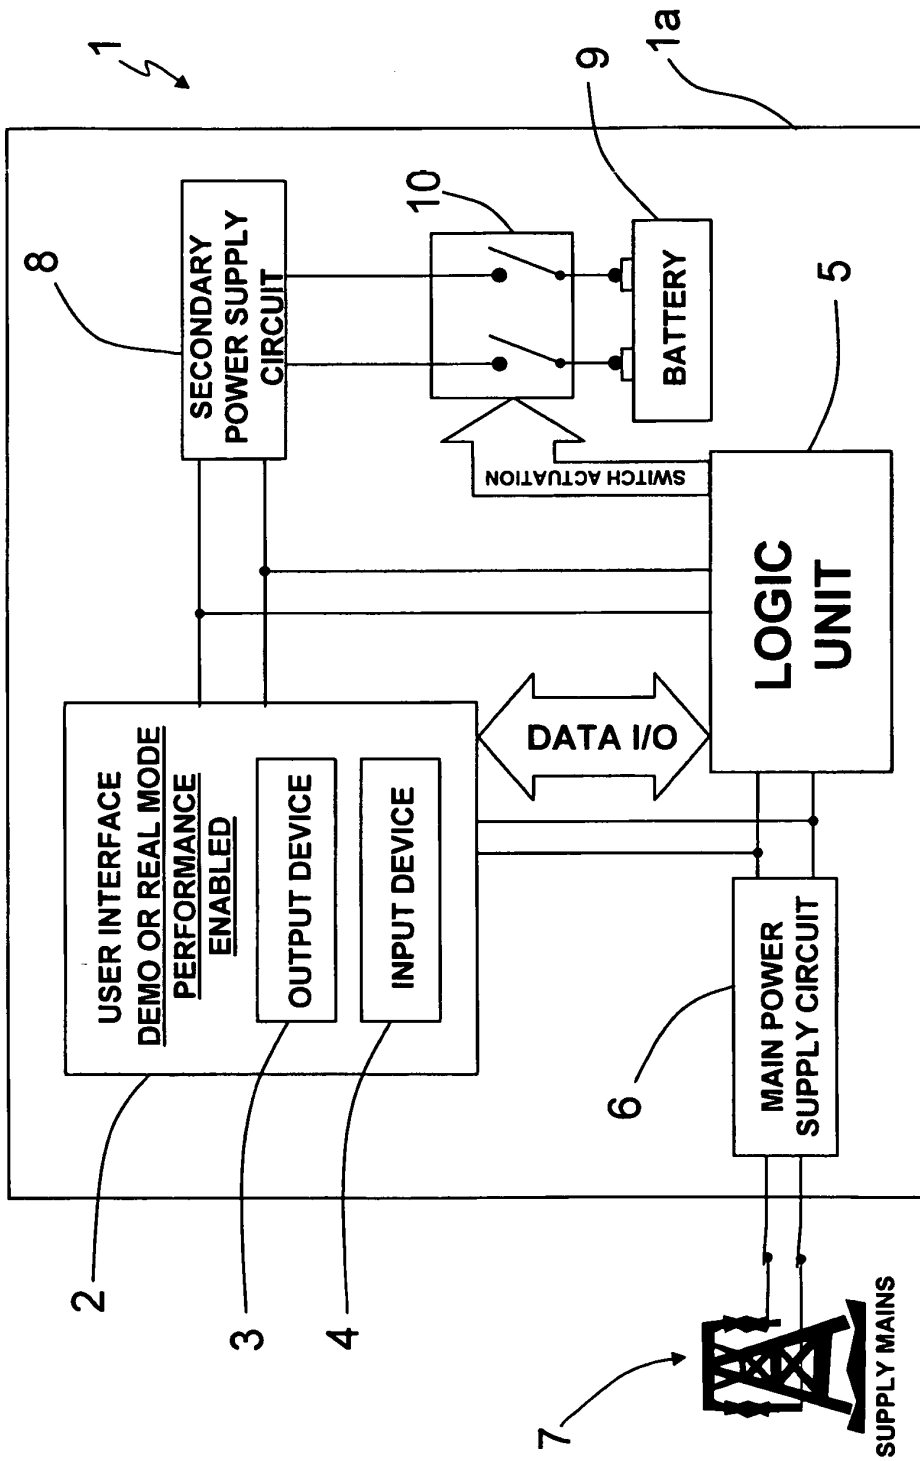 1
1a
2
USER INTERFACE
DEMO OR REAL MODE
PERFORMANCE
ENABLED
3
OUTPUT DEVICE
4
INPUT DEVICE
8
SECONDARY
POWER SUPPLY
CIRCUIT
10
9
BATTERY
SWITCH ACTUATION
DATA I/O
5
LOGIC
UNIT
6
MAIN POWER
SUPPLY CIRCUIT
7
SUPPLY MAINS